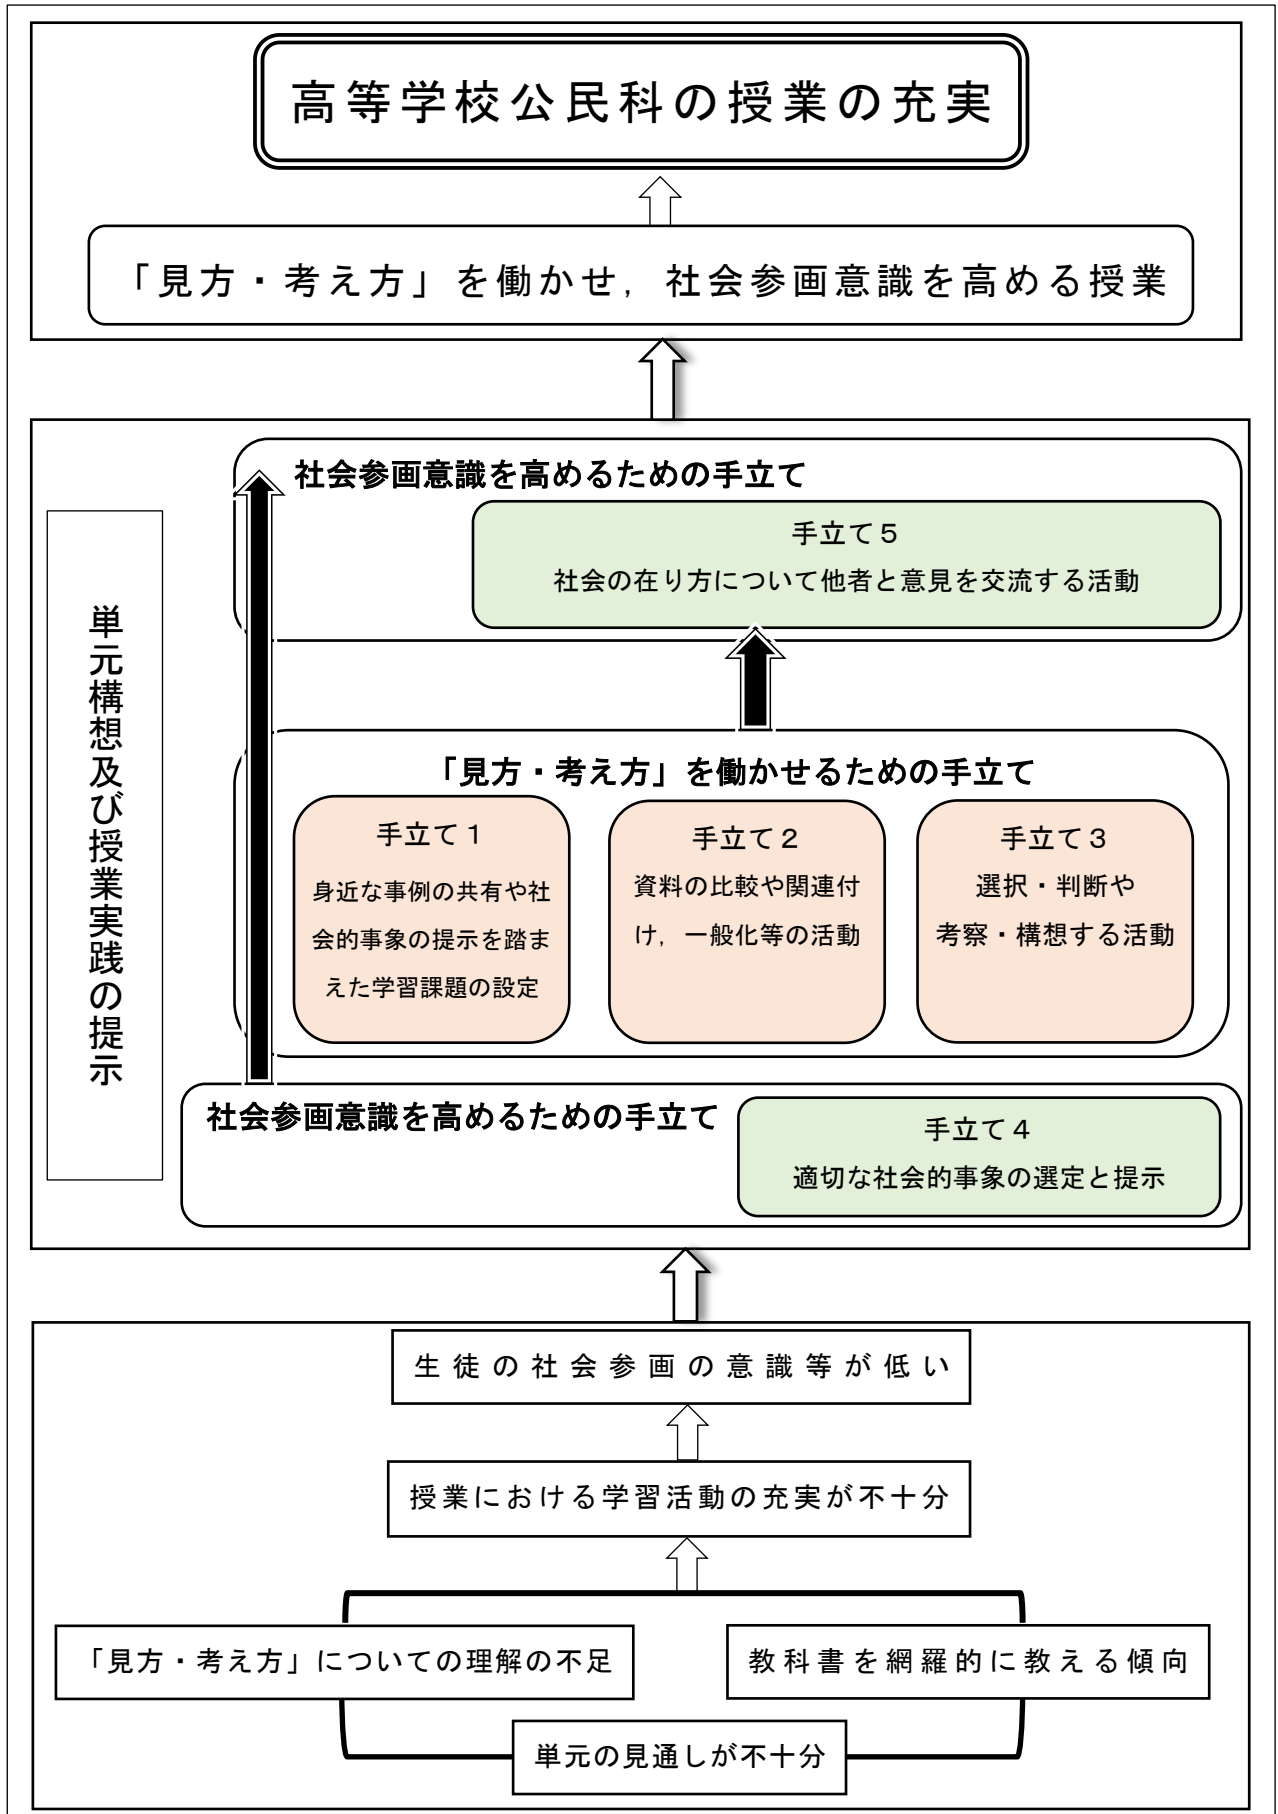 高等学校公民科の授業の充実
「見方・考え方」を働かせ，社会参画意識を高める授業
単元構想及び授業実践の提示
社会参画意識を高めるための手立て
手立て５
社会の在り方について他者と意見を交流する活動
「見方・考え方」を働かせるための手立て
手立て１
身近な事例の共有や社
会的事象の提示を踏ま
えた学習課題の設定
手立て２
資料の比較や関連付
け，一般化等の活動
手立て３
選択・判断や
考察・構想する活動
社会参画意識を高めるための手立て
手立て４
適切な社会的事象の選定と提示
生徒の社会参画の意識等が低い
授業における学習活動の充実が不十分
「見方・考え方」についての理解の不足
教科書を網羅的に教える傾向
単元の見通しが不十分